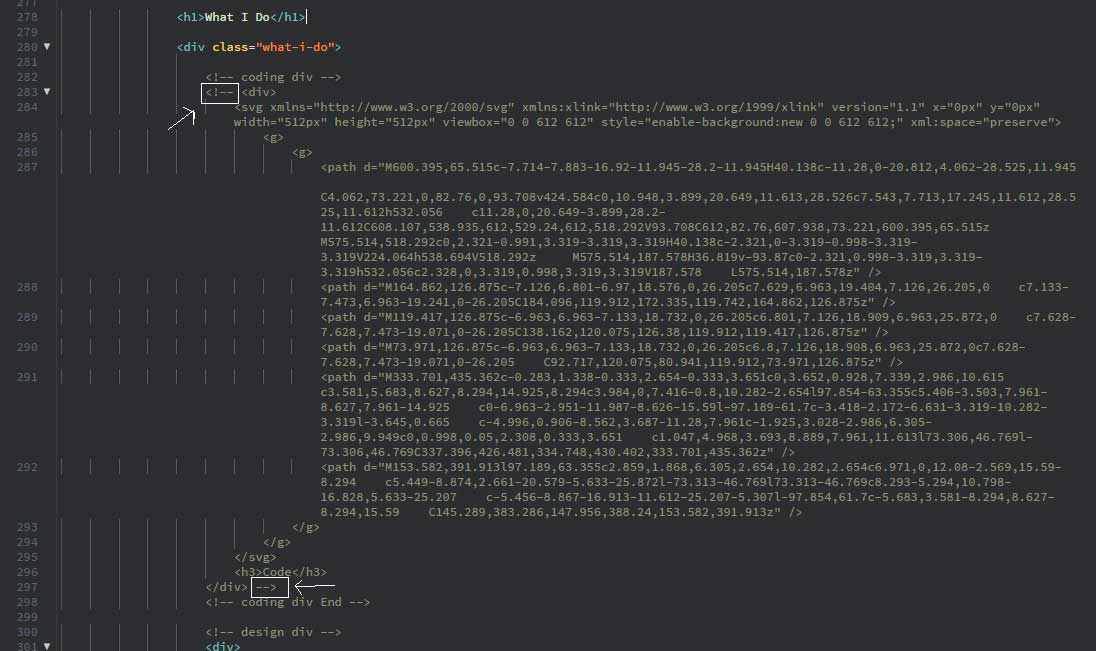 277
278 <h1>What I Do</h1>
279
280 <div class="what-i-do">
281
282 <!-- coding div -->
283 <!-- <div>
284 <svg xmlns="http://www.w3.org/2000/svg" xmlns:xlink="http://www.w3.org/1999/xlink" version="1.1" x="0px" y="0px"
width="512px" height="512px" viewbox="0 0 612 612" style="enable-background:new 0 0 612 612;" xml:space="preserve">
285 <g>
286 <g>
287 <path d="M600.395,65.515c-7.714-7.883-16.92-11.945-28.2-11.945H40.138c-11.28,0-20.812,4.062-28.525,11.945
C4.062,73.221,0,82.76,0,93.708v424.584c0,10.948,3.899,20.649,11.613,28.526c7.543,7.713,17.245,11.612,28.5
25,11.612h532.056 c11.28,0,20.649-3.899,28.2-
11.612C608.107,538.935,612,529.24,612,518.292V93.708C612,82.76,607.938,73.221,600.395,65.515z
M575.514,518.292c0,2.321-0.991,3.319-3.319,3.319H40.138c-2.321,0-3.319-0.998-3.319-
3.319V224.064h538.694V518.292z M575.514,187.578H36.819v-93.87c0-2.321,0.998-3.319,3.319-
3.319h532.056c2.328,0,3.319,0.998,3.319,3.319V187.578 L575.514,187.578z" />
288 <path d="M164.862,126.875c-7.126,6.801-6.97,18.576,0,26.205c7.629,6.963,19.404,7.126,26.205,0 c7.133-
7.473,6.963-19.241,0-26.205C184.096,119.912,172.335,119.742,164.862,126.875z" />
289 <path d="M119.417,126.875c-6.963,6.963-7.133,18.732,0,26.205c6.801,7.126,18.909,6.963,25.872,0 c7.628-
7.628,7.473-19.071,0-26.205C138.162,120.075,126.38,119.912,119.417,126.875z" />
290 <path d="M73.971,126.875c-6.963,6.963-7.133,18.732,0,26.205c6.8,7.126,18.908,6.963,25.872,0c7.628-
7.628,7.473-19.071,0-26.205 C92.717,120.075,80.941,119.912,73.971,126.875z" />
291 <path d="M333.701,435.362c-0.283,1.338-0.333,2.654-0.333,3.651c0,3.652,0.928,7.339,2.986,10.615
c3.581,5.683,8.627,8.294,14.925,8.294c3.984,0,7.416-0.8,10.282-2.654l97.854-63.355c5.406-3.503,7.961-
8.627,7.961-14.925 c0-6.963-2.951-11.987-8.626-15.59l-97.189-61.7c-3.418-2.172-6.631-3.319-10.282-
3.319l-3.645,0.665 c-4.996,0.906-8.562,3.687-11.28,7.961c-1.925,3.028-2.986,6.305-
2.986,9.949c0,0.998,0.05,2.308,0.333,3.651 c1.047,4.968,3.693,8.889,7.961,11.613l73.306,46.769l-
73.306,46.769C337.396,426.481,334.748,430.402,333.701,435.362z" />
292 <path d="M153.582,391.913l97.189,63.355c2.859,1.868,6.305,2.654,10.282,2.654c6.971,0,12.08-2.569,15.59-
8.294 c5.449-8.874,2.661-20.579-5.633-25.872l-73.313-46.769l73.313-46.769c8.293-5.294,10.798-
16.828,5.633-25.207 c-5.456-8.867-16.913-11.612-25.207-5.307l-97.854,61.7c-5.683,3.581-8.294,8.627-
8.294,15.59 C145.289,383.286,147.956,388.24,153.582,391.913z" />
293 </g>
294 </g>
295 </svg>
296 <h3>Code</h3>
297 </div> -->
298 <!-- coding div End -->
299
300 <!-- design div -->
301 <div>